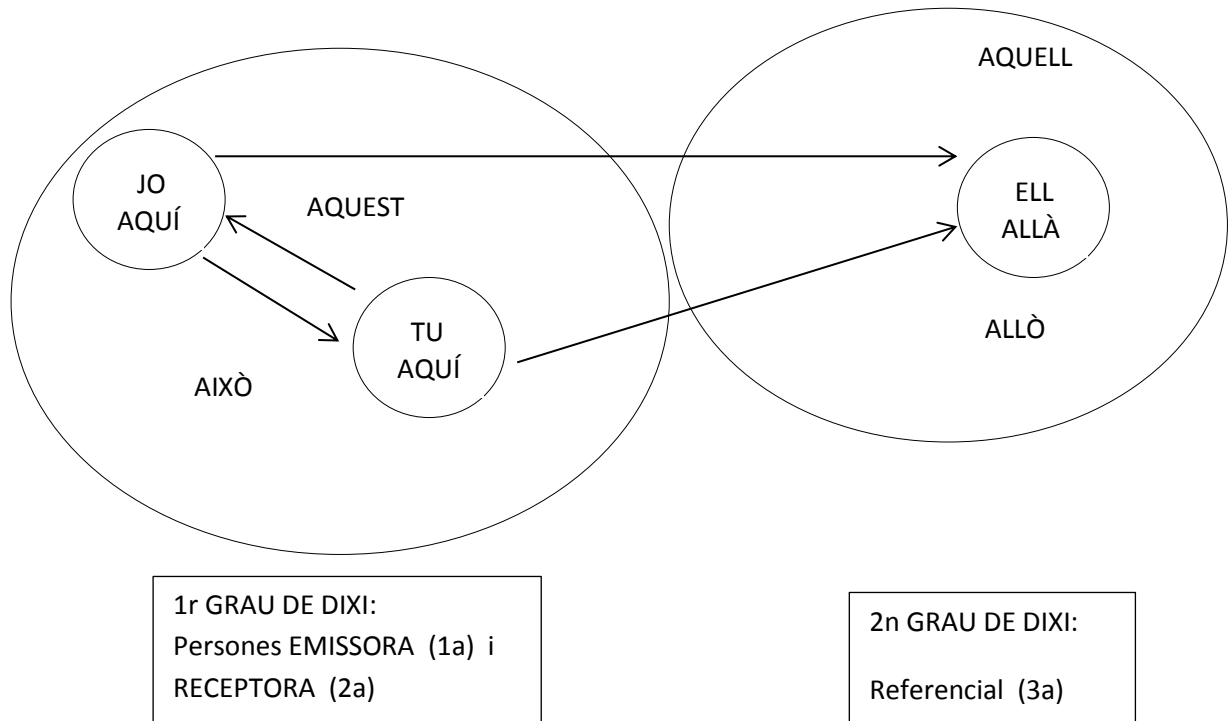 AQUELL
JO
AQUÍ
AQUEST
ELL
ALLÀ
TU
AQUÍ
AIXÒ
ALLÒ
1r GRAU DE DIXI:
Persones EMISSORA (1a) i
RECEPTORA (2a)
2n GRAU DE DIXI:
Referencial (3a)